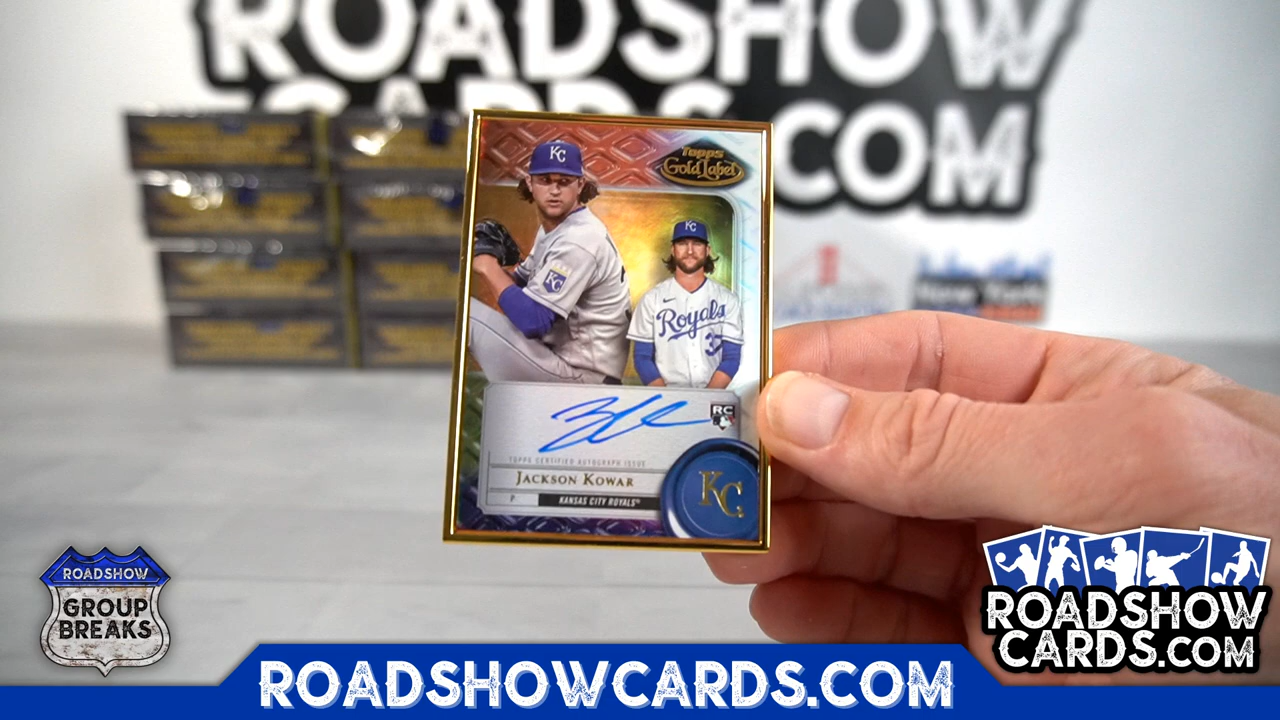 ROADSHOW
CARDS.COM
Topps
Gold Label
KC
KC
Royals
RC
TOPPS CERTIFIED AUTOGRAPH ISSUE
JACKSON KOWAR
P
KANSAS CITY ROYALS
KC
ROADSHOW
GROUP
BREAKS
ROADSHOW
CARDS.COM
ROADSHOWCARDS.COM